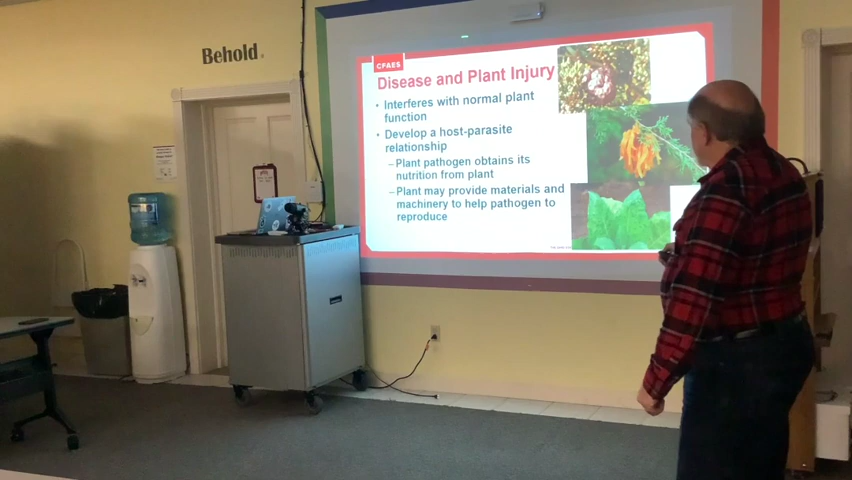 Behold.
CFAES
Disease and Plant Injury
• Interferes with normal plant
function
• Develop a host-parasite
relationship
–Plant pathogen obtains its
nutrition from plant
–Plant may provide materials and
machinery to help pathogen to
reproduce